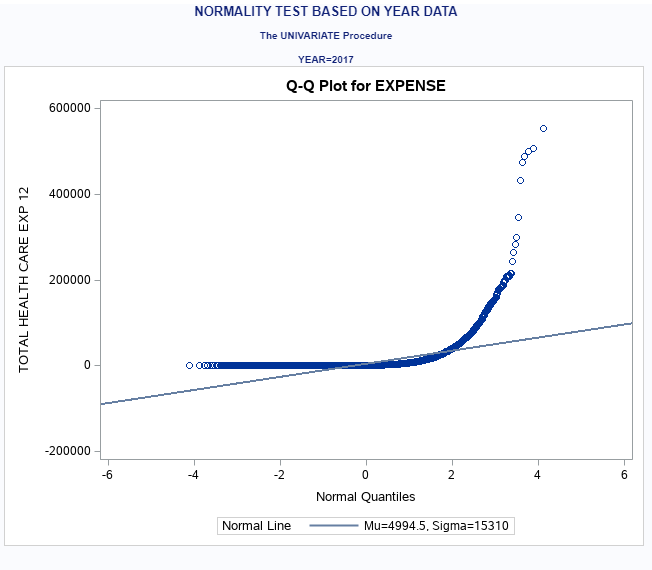 NORMALITY TEST BASED ON YEAR DATA
The UNIVARIATE Procedure
YEAR=2017
Q-Q Plot for EXPENSE
TOTAL HEALTH CARE EXP 12
600000
400000
200000
0
-200000
-6 -4 -2 0 2 4 6
Normal Quantiles
Normal Line Mu=4994.5, Sigma=15310